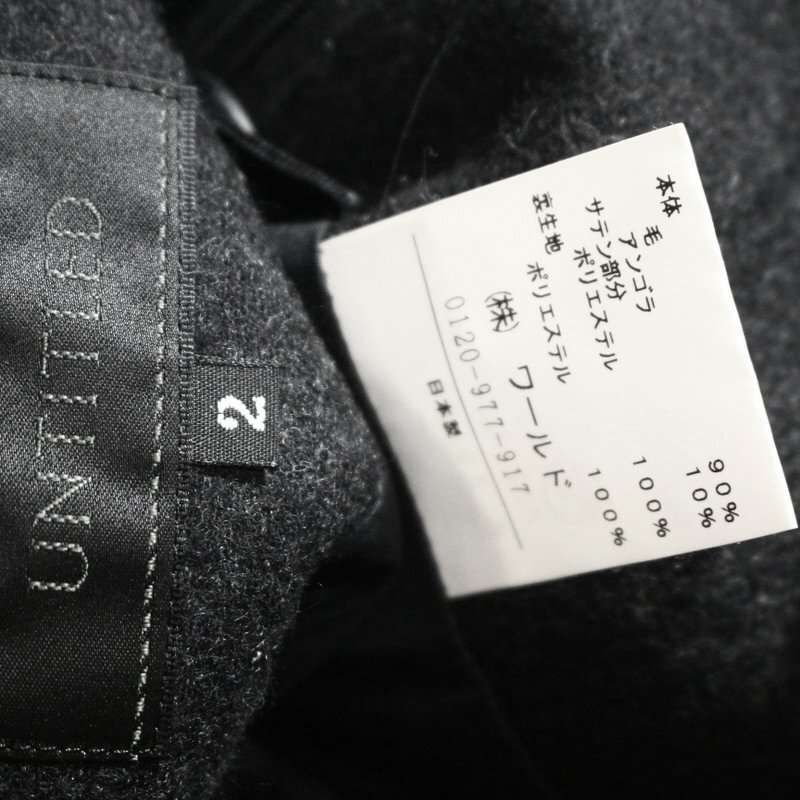 UNTITLED
2
本体 毛 90%
アンゴラ 10%
サテン部分
ポリエステル 100%
裏生地 ポリエステル 100%
(株) ワールド
0120-977-917
日本製